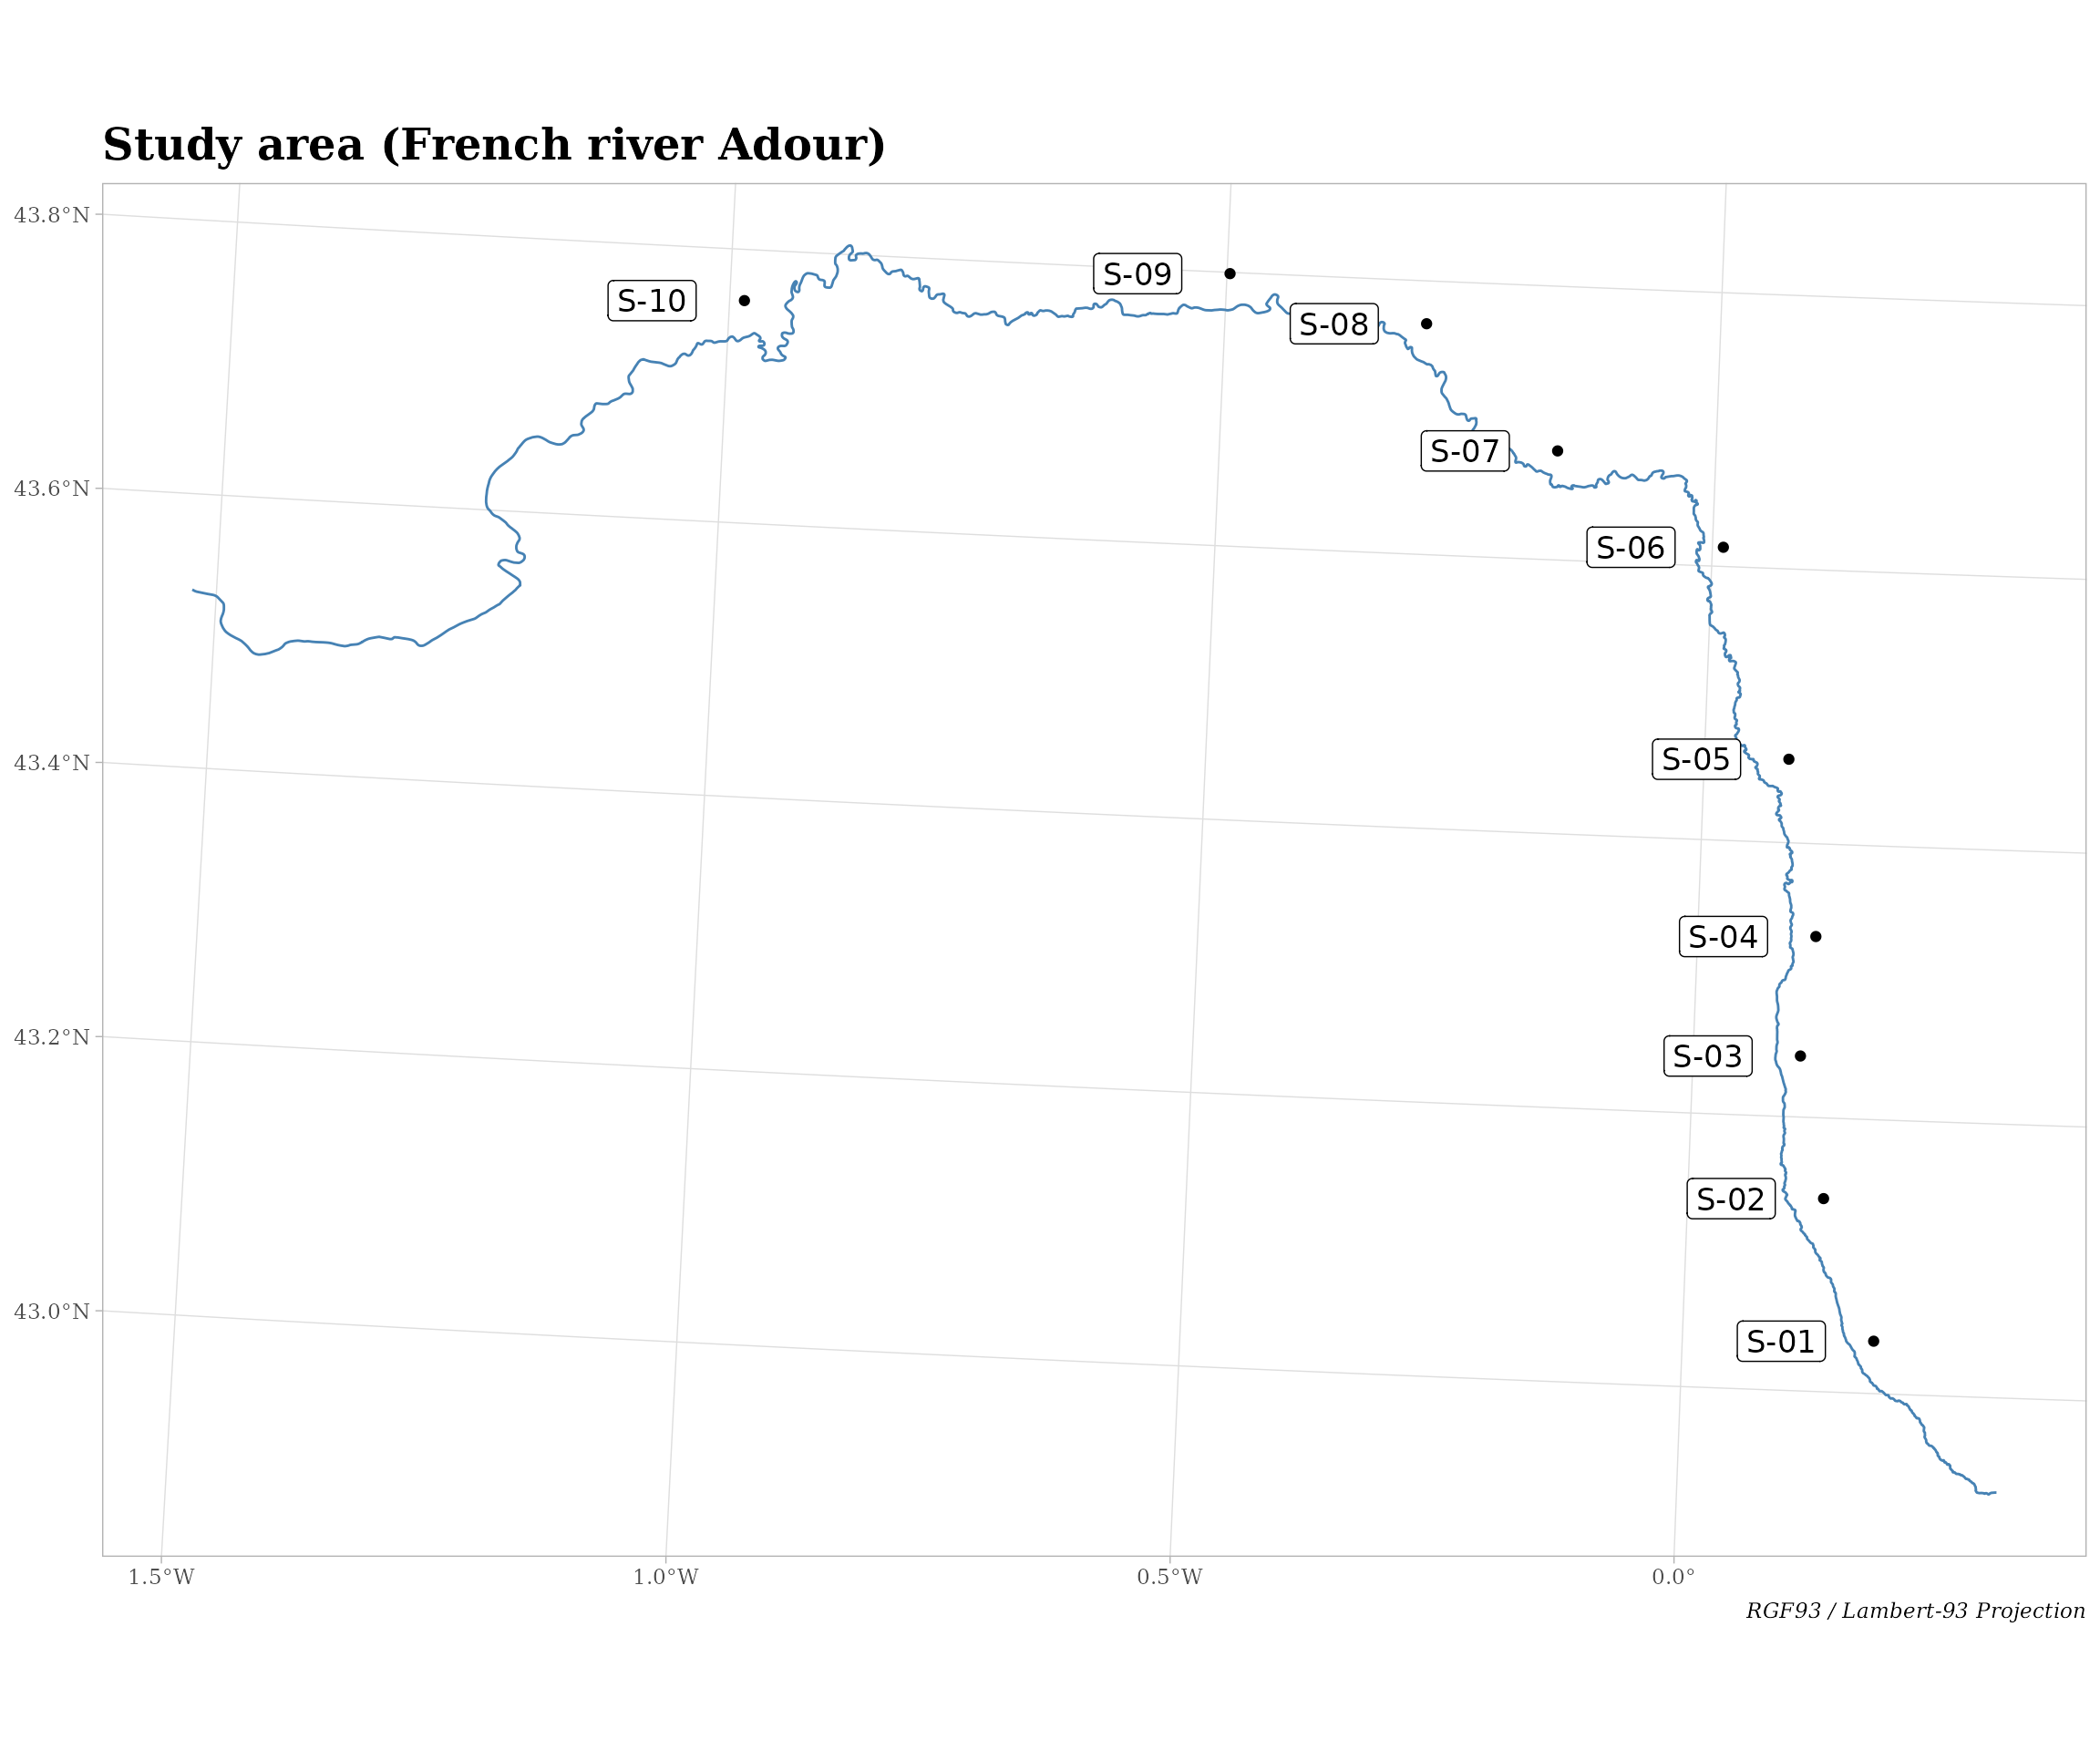 Study area (French river Adour)
43.8°N
S-09
S-10
S-08
S-07
43.6°N
S-06
S-05
43.4°N
S-04
43.2°N
S-03
S-02
43.0°N
S-01
1.5°W 1.0°W 0.5°W 0.0°
RGF93 / Lambert-93 Projection